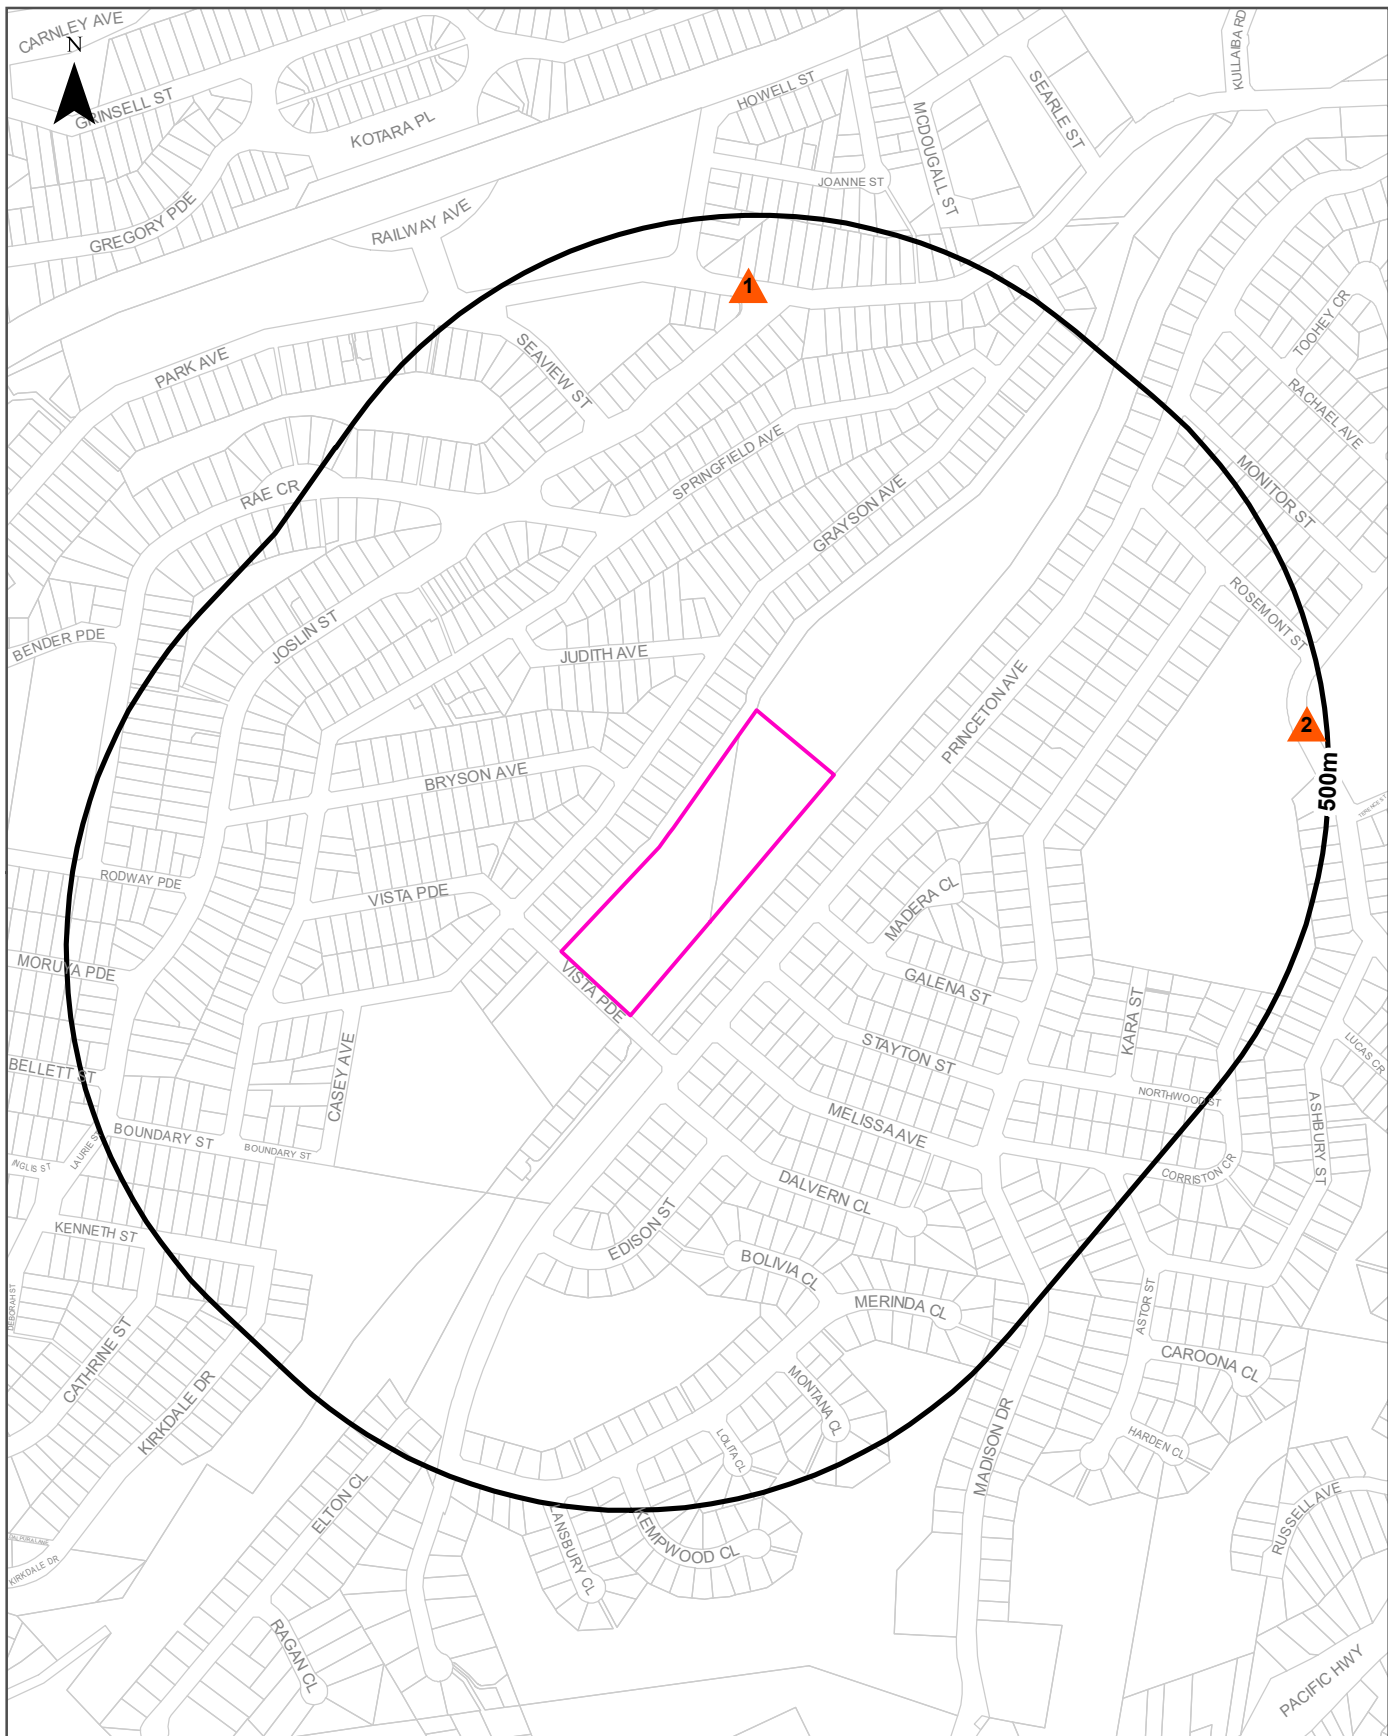 CARNLEY AVE
N
KULLAIBA RD
GRINSELL ST
HOWELL ST
SEARLE ST
KOTARA PL
MCDOUGALL ST
JOANNE ST
GREGORY PDE
RAILWAY AVE
1
TOOHEY CR
SEAVIEW ST
PARK AVE
RACHAEL AVE
SPRINGFIELD AVE
MONITOR ST
RAE CR
GRAYSON AVE
ROSEMONT ST
JOSLIN ST
BENDER PDE
JUDITH AVE
PRINCETON AVE
2
BRYSON AVE
500m
RODWAY PDE
VISTA PDE
MADERA CL
MORUYA PDE
VISTA PDE
GALENA ST
KARA ST
STAYTON ST
LUCAS CR
BELLETT ST
CASEY AVE
NORTHWOOD ST
MELISSA AVE
ASHBURY ST
BOUNDARY ST
BOUNDARY ST
LAURIE ST
INGLIS ST
CORRISTON CR
DALVERN CL
EDISON ST
KENNETH ST
BOLIVIA CL
DEBORAH ST
MERINDA CL
ASTOR ST
CATHRINE ST
CAROONA CL
KIRKDALE DR
MONTANA CL
MADISON DR
HARDEN CL
LOLITA CL
ELTON CL
RUSSELL AVE
ANSBURY CL
KEMPWOOD CL
KIRKDALE DR
RAGAN CL
PACIFIC HWY